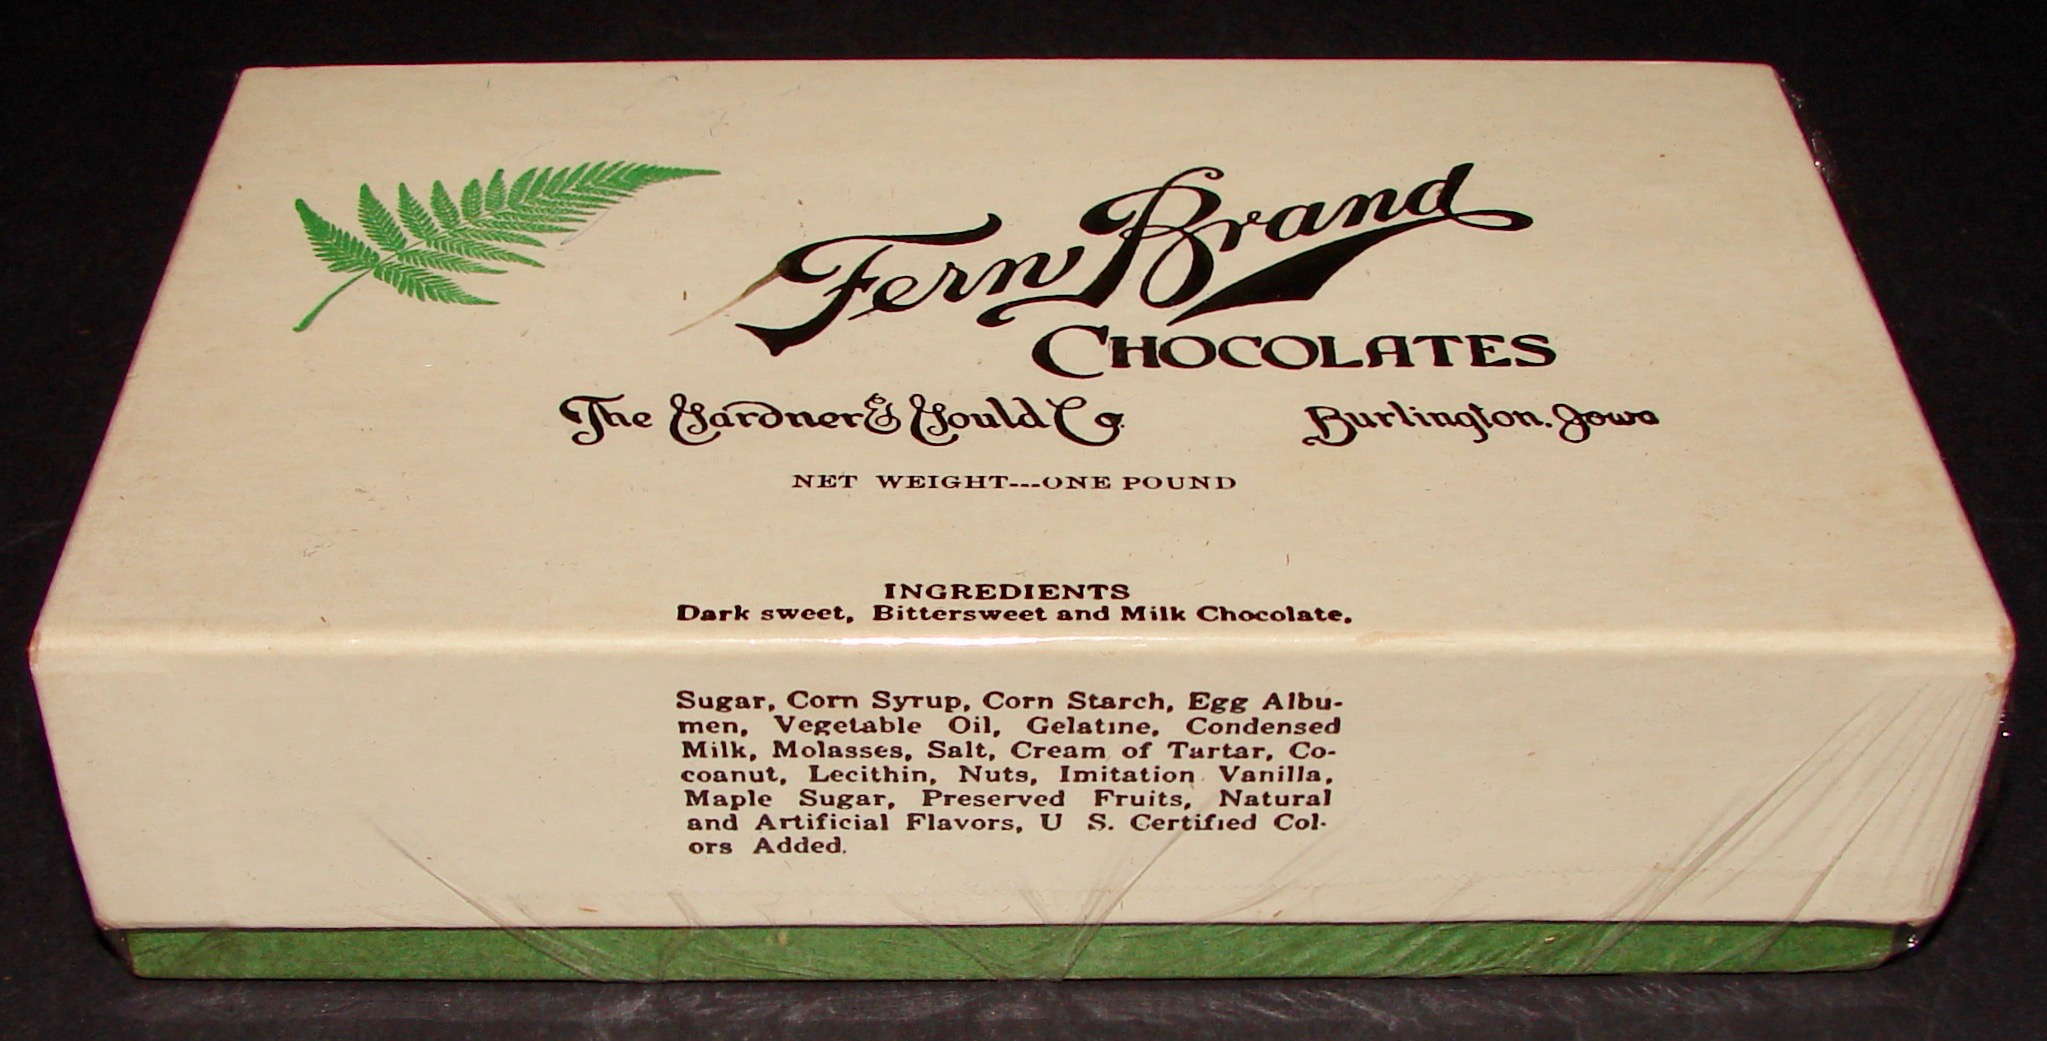 Fern Brand
CHOCOLATES
The Gardner & Gould Co. Burlington, Iowa
NET WEIGHT---ONE POUND
INGREDIENTS
Dark sweet, Bittersweet and Milk Chocolate,
Sugar, Corn Syrup, Corn Starch, Egg Albu-
men, Vegetable Oil, Gelatine, Condensed
Milk, Molasses, Salt, Cream of Tartar, Co-
coanut, Lecithin, Nuts, Imitation Vanilla,
Maple Sugar, Preserved Fruits, Natural
and Artificial Flavors, U S. Certified Col-
ors Added.